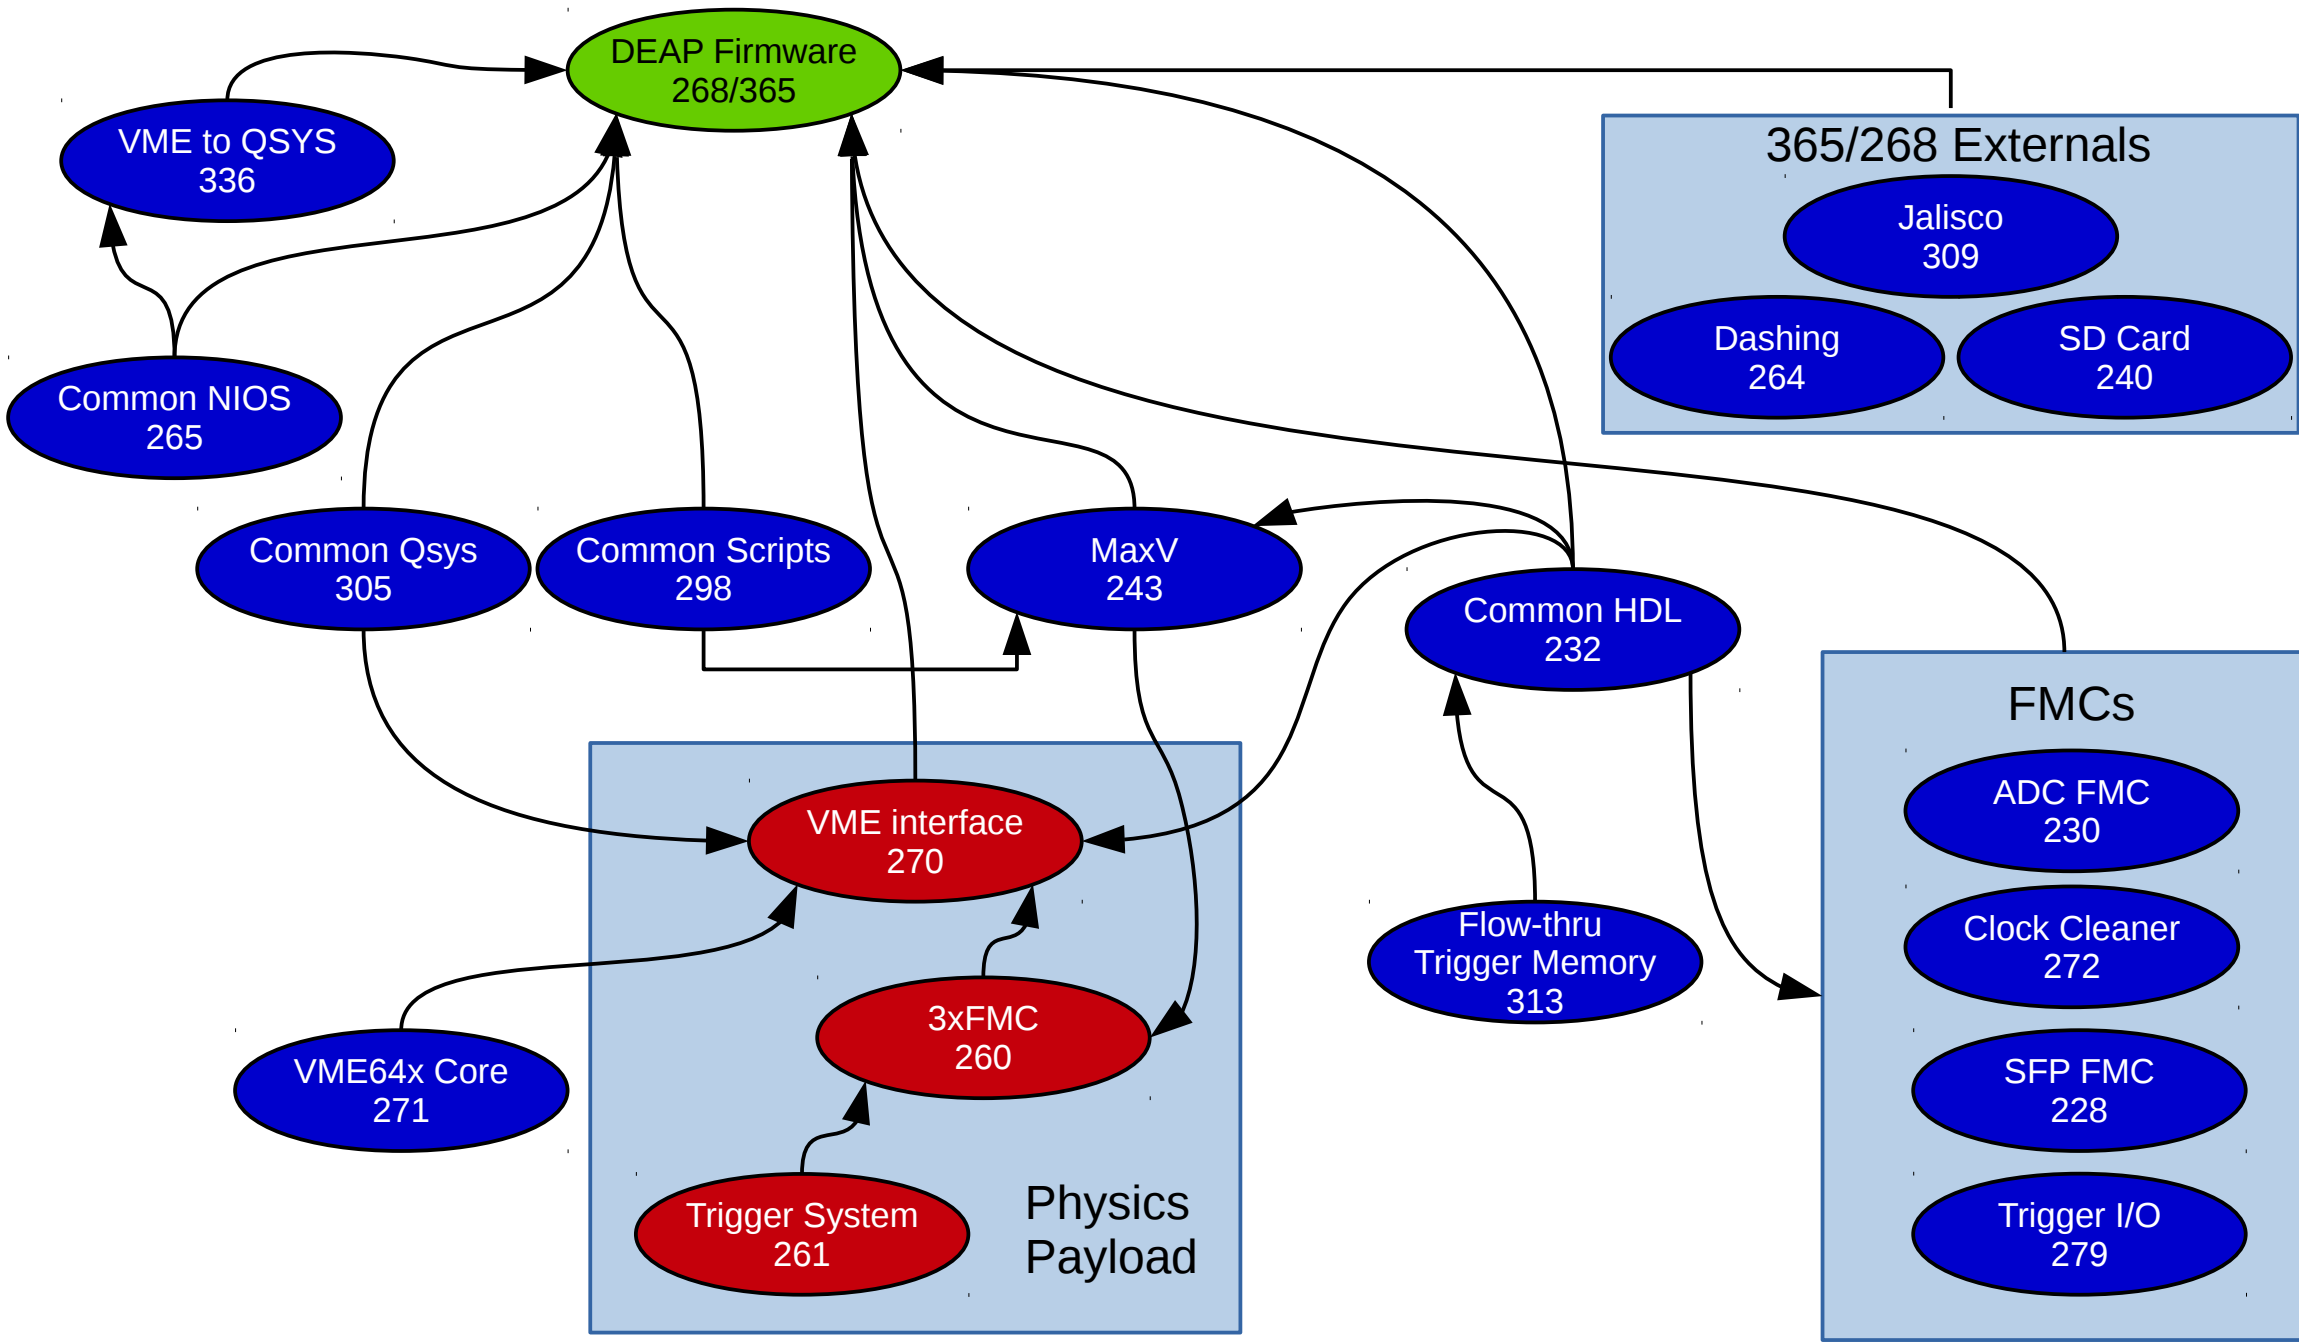 DEAP Firmware
268/365
VME to QSYS
336
365/268 Externals
Jalisco
309
Dashing
264
SD Card
240
Common NIOS
265
Common Qsys
305
Common Scripts
298
MaxV
243
Common HDL
232
FMCs
ADC FMC
230
Clock Cleaner
272
SFP FMC
228
Trigger I/O
279
VME interface
270
3xFMC
260
Flow-thru
Trigger Memory
313
VME64x Core
271
Trigger System
261
Physics
Payload